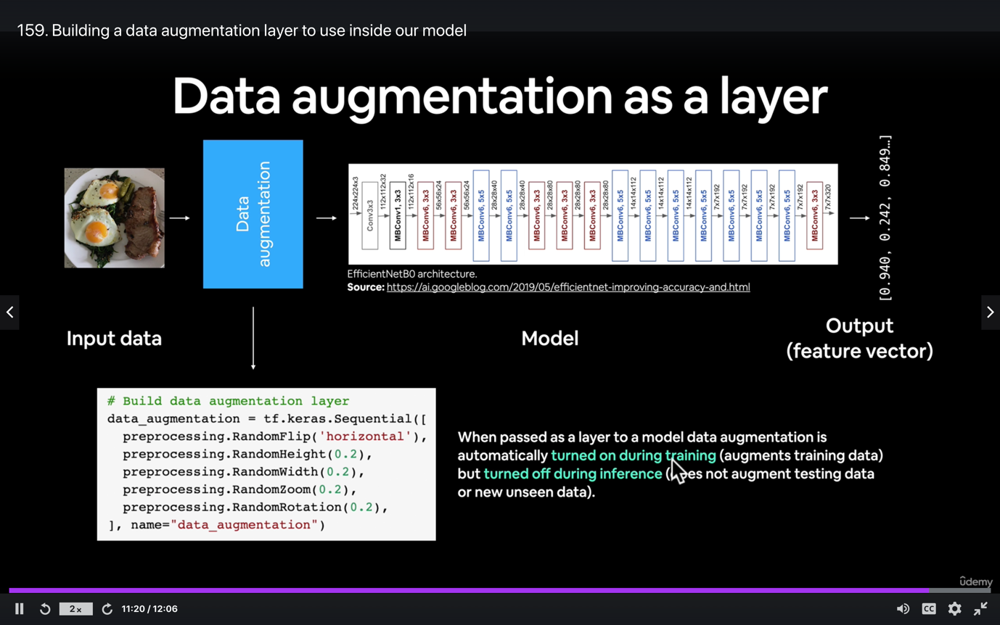 159. Building a data augmentation layer to use inside our model
Data augmentation as a layer
Data
augmentation
224x224x3
Conv3x3
112x112x32
MBConv1, 3x3
112x112x16
MBConv6, 3x3
56x56x24
MBConv6, 3x3
56x56x24
MBConv6, 5x5
28x28x40
MBConv6, 5x5
28x28x40
MBConv6, 3x3
28x28x80
MBConv6, 3x3
28x28x80
MBConv6, 3x3
28x28x80
MBConv6, 5x5
14x14x112
MBConv6, 5x5
14x14x112
MBConv6, 5x5
14x14x112
MBConv6, 5x5
7x7x192
MBConv6, 5x5
7x7x192
MBConv6, 5x5
7x7x192
MBConv6, 5x5
7x7x192
MBConv6, 3x3
7x7x320
[0.940, 0.242, 0.849…]
EfficientNetB0 architecture.
Source: https://ai.googleblog.com/2019/05/efficientnet-improving-accuracy-and.html
Input data
Model
Output
(feature vector)
# Build data augmentation layer
data_augmentation = tf.keras.Sequential([
preprocessing.RandomFlip('horizontal'),
preprocessing.RandomHeight(0.2),
preprocessing.RandomWidth(0.2),
preprocessing.RandomZoom(0.2),
preprocessing.RandomRotation(0.2),
], name="data_augmentation")
When passed as a layer to a model data augmentation is
automatically turned on during training (augments training data)
but turned off during inference (does not augment testing data
or new unseen data).
ûdemy
2x
11:20 / 12:06
CC